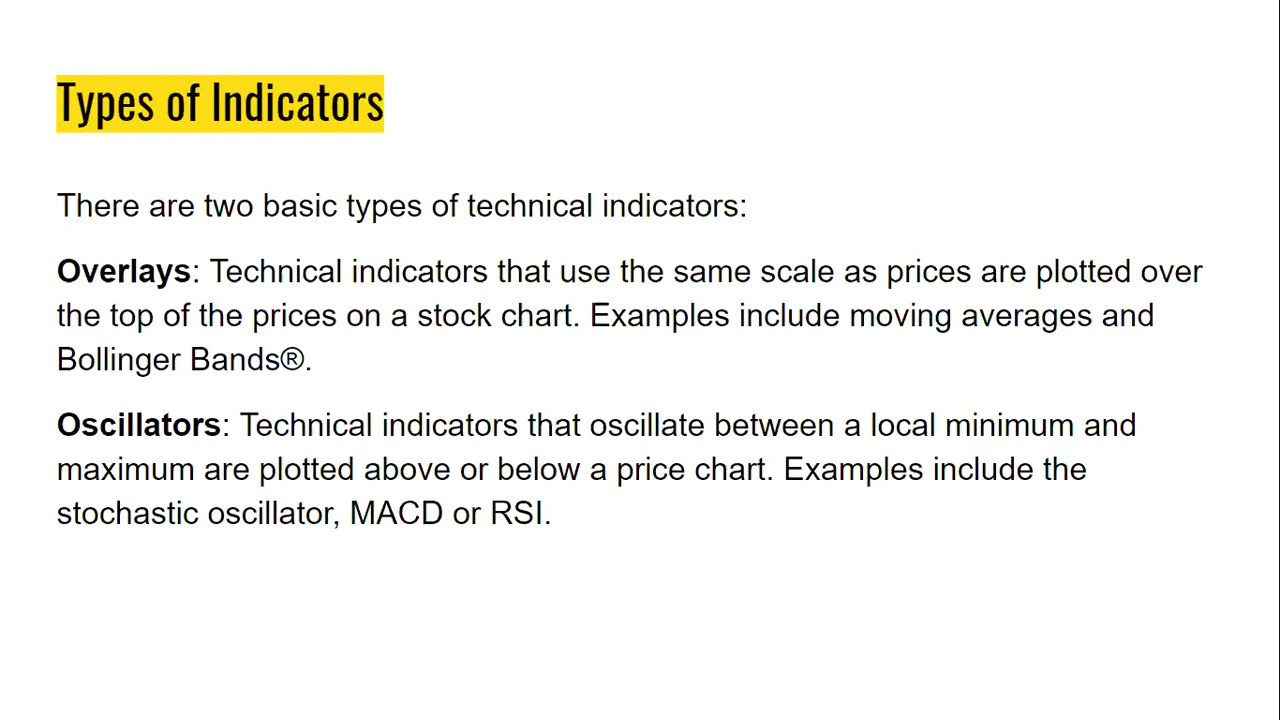 Types of Indicators
There are two basic types of technical indicators:
Overlays: Technical indicators that use the same scale as prices are plotted over
the top of the prices on a stock chart. Examples include moving averages and
Bollinger Bands®.
Oscillators: Technical indicators that oscillate between a local minimum and
maximum are plotted above or below a price chart. Examples include the
stochastic oscillator, MACD or RSI.